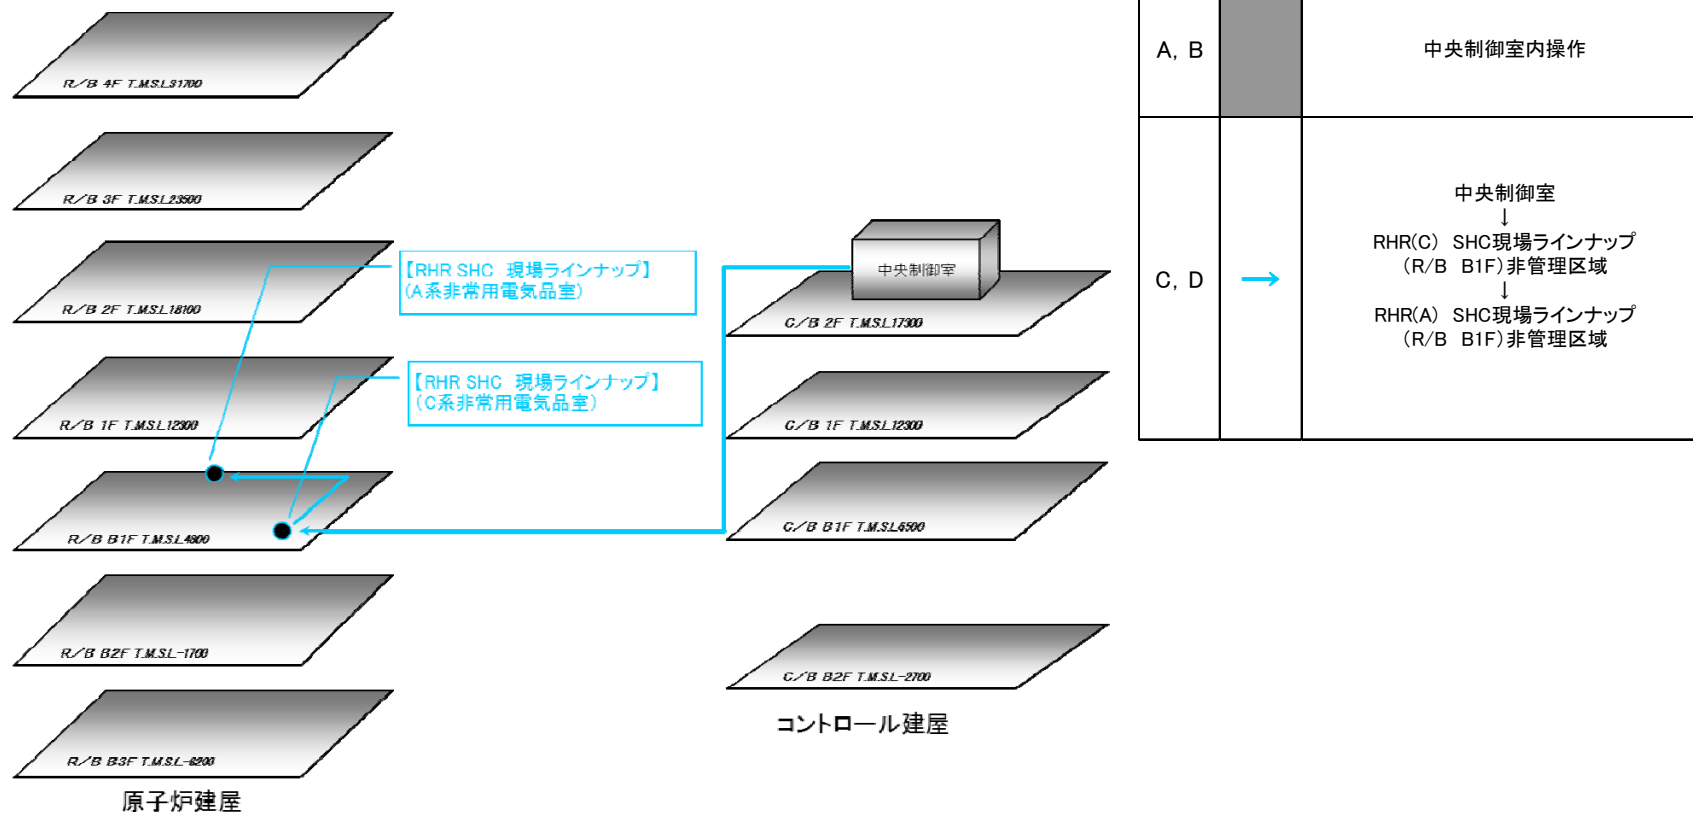 R/B 4F T.M.S.L.31700
R/B 3F T.M.S.L.23500
R/B 2F T.M.S.L.18100
R/B 1F T.M.S.L.12300
R/B B1F T.M.S.L.4800
R/B B2F T.M.S.L.-1700
R/B B3F T.M.S.L.-8200
原子炉建屋
【RHR SHC 現場ラインナップ】
(A系非常用電気品室)
【RHR SHC 現場ラインナップ】
(C系非常用電気品室)
中央制御室
C/B 2F T.M.S.L.17300
C/B 1F T.M.S.L.12300
C/B B1F T.M.S.L.6500
C/B B2F T.M.S.L.-2700
コントロール建屋
A, B
中央制御室内操作
C, D
→
中央制御室
↓
RHR(C) SHC現場ラインナップ
(R/B B1F)非管理区域
↓
RHR(A) SHC現場ラインナップ
(R/B B1F)非管理区域